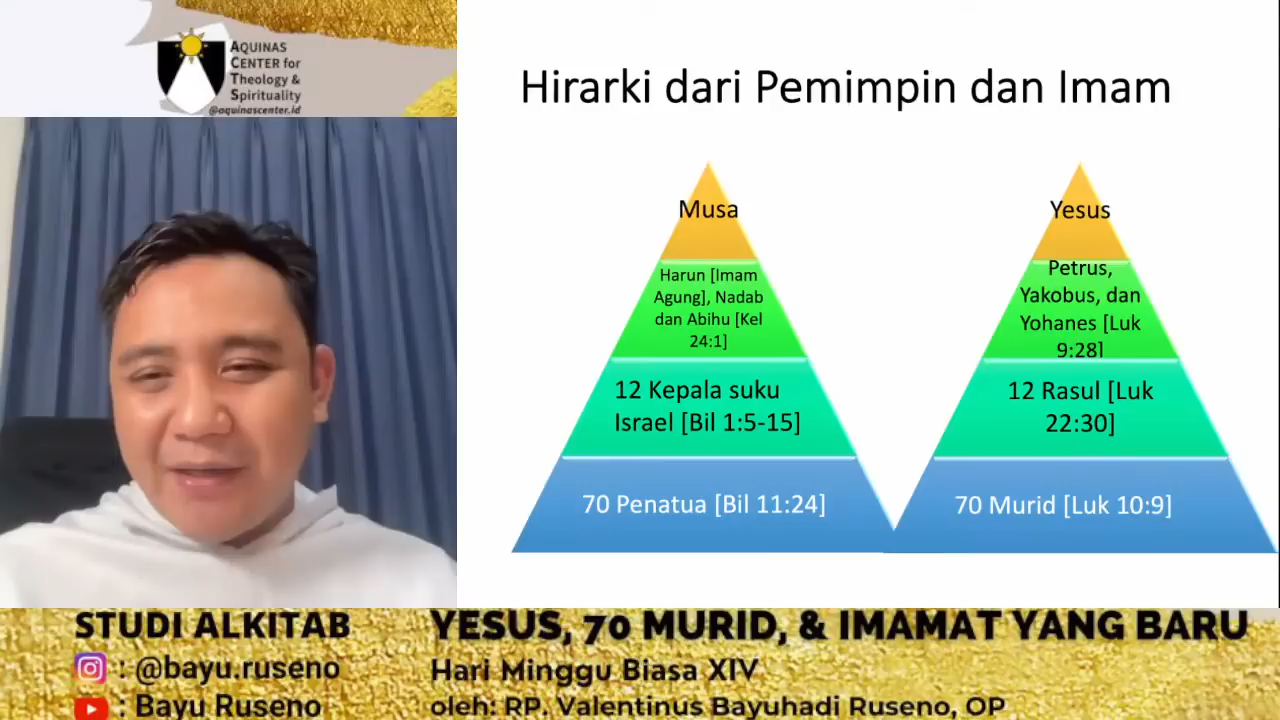 AQUINAS
CENTER for
Theology &
Spirituality
@aquinascenter.id
Hirarki dari Pemimpin dan Imam
Musa
Harun [Imam
Agung], Nadab
dan Abihu [Kel
24:1]
12 Kepala suku
Israel [Bil 1:5-15]
70 Penatua [Bil 11:24]
Yesus
Petrus,
Yakobus, dan
Yohanes [Luk
9:28]
12 Rasul [Luk
22:30]
70 Murid [Luk 10:9]
STUDI ALKITAB
: @bayu.ruseno
: Bayu Ruseno
YESUS, 70 MURID, & IMAMAT YANG BARU
Hari Minggu Biasa XIV
oleh: RP. Valentinus Bayuhadi Ruseno, OP